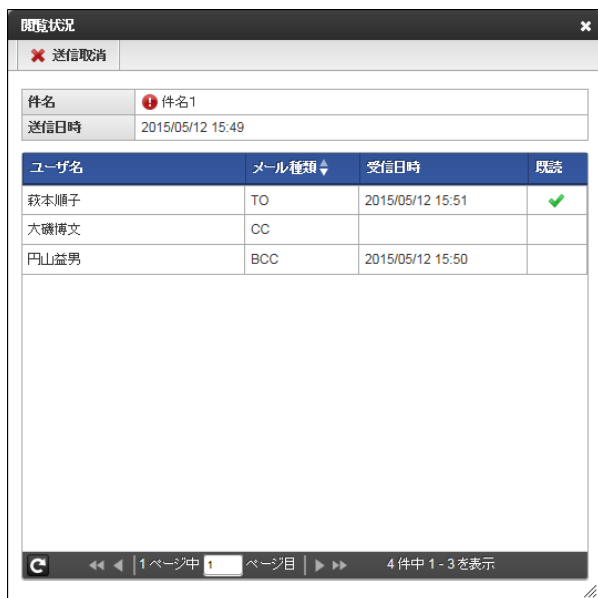 閲覧状況
送信取消
件名 件名1
送信日時 2015/05/12 15:49
ユーザ名 メール種類 受信日時 既読
萩本順子 TO 2015/05/12 15:51
大磯博文 CC
円山益男 BCC 2015/05/12 15:50
1 ページ中 1 ページ目 4 件中 1 - 3 を表示